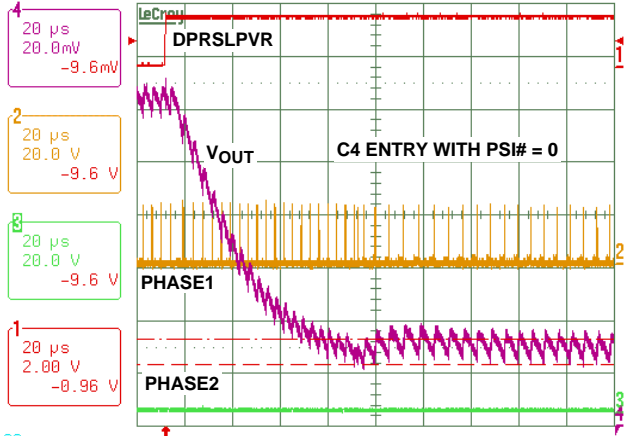 4
20 µs
20.0mV
-9.6mV
2
20 µs
20.0 V
-9.6 V
3
20 µs
20.0 V
-9.6 V
1
20 µs
2.00 V
-0.96 V
LeCroy
DPRSLPVR
1
VOUT
C4 ENTRY WITH PSI# = 0
2
PHASE1
PHASE2
3
4